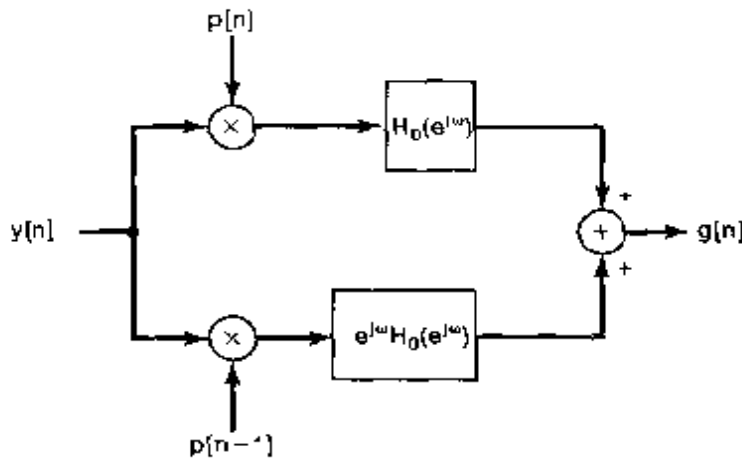 p[n]
×
H₀(e^{jω})
+
y[n]
+
g[n]
+
×
e^{jω}H₀(e^{jω})
p[n−1]